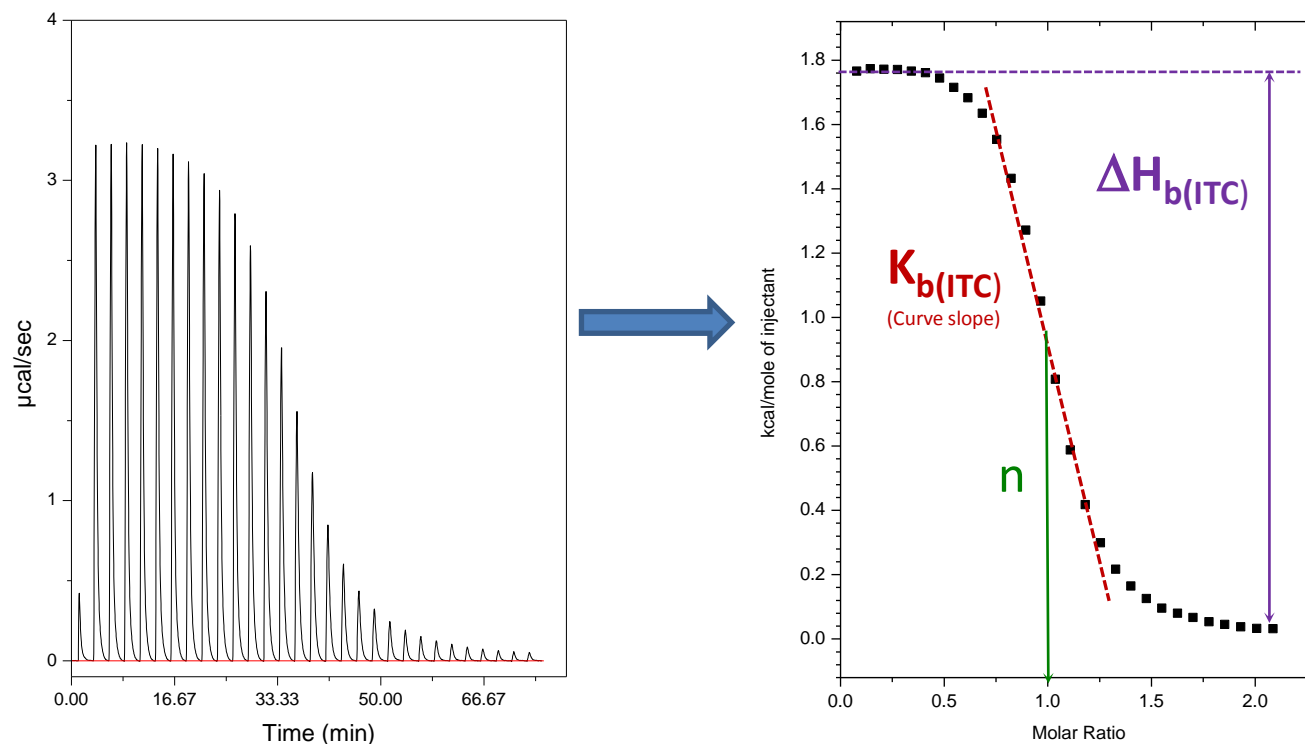 µcal/sec
4
3
2
1
0
0.00 16.67 33.33 50.00 66.67
Time (min)
kcal/mole of injectant
1.8
1.6
1.4
1.2
1.0
0.8
0.6
0.4
0.2
0.0
ΔHb(ITC)
Kb(ITC)
(Curve slope)
n
0.0 0.5 1.0 1.5 2.0
Molar Ratio